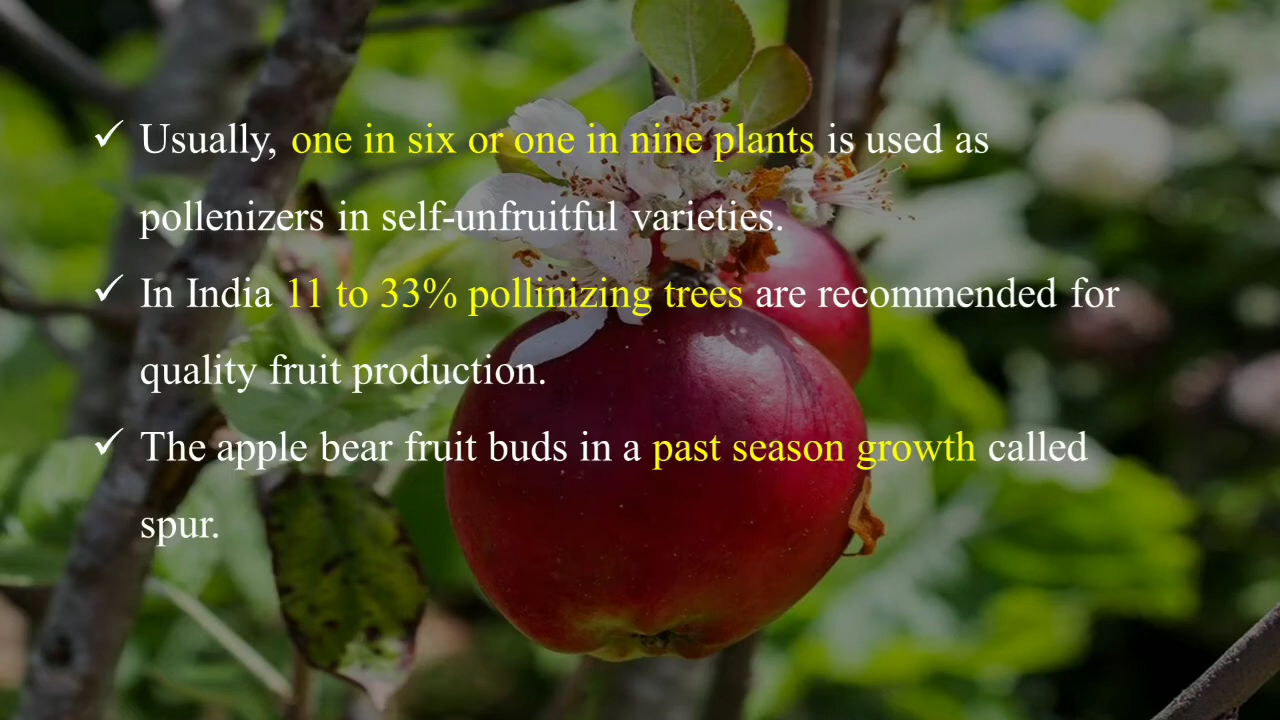 ✓ Usually, one in six or one in nine plants is used as
pollenizers in self-unfruitful varieties.
✓ In India 11 to 33% pollinizing trees are recommended for
quality fruit production.
✓ The apple bear fruit buds in a past season growth called
spur.